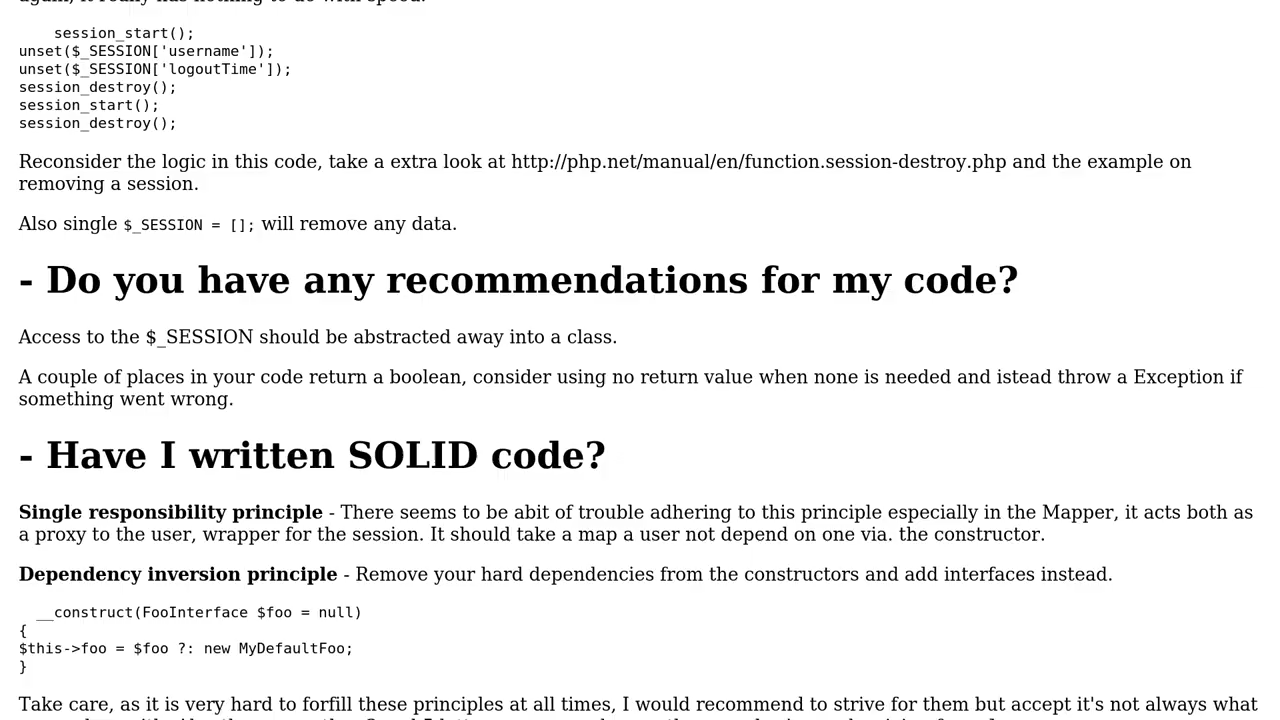 session_start();
unset($_SESSION['username']);
unset($_SESSION['logoutTime']);
session_destroy();
session_start();
session_destroy();
Reconsider the logic in this code, take a extra look at http://php.net/manual/en/function.session-destroy.php and the example on
removing a session.
Also single $_SESSION = []; will remove any data.
- Do you have any recommendations for my code?
Access to the $_SESSION should be abstracted away into a class.
A couple of places in your code return a boolean, consider using no return value when none is needed and istead throw a Exception if
something went wrong.
- Have I written SOLID code?
Single responsibility principle - There seems to be abit of trouble adhering to this principle especially in the Mapper, it acts both as
a proxy to the user, wrapper for the session. It should take a map a user not depend on one via. the constructor.
Dependency inversion principle - Remove your hard dependencies from the constructors and add interfaces instead.
__construct(FooInterface $foo = null)
{
$this->foo = $foo ?: new MyDefaultFoo;
}
Take care, as it is very hard to forfill these principles at all times, I would recommend to strive for them but accept it's not always what